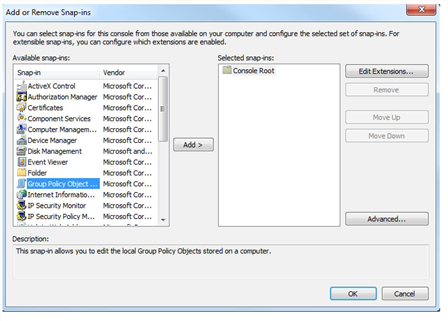 Add or Remove Snap-ins
You can select snap-ins for this console from those available on your computer and configure the selected set of snap-ins. For
extensible snap-ins, you can configure which extensions are enabled.
Available snap-ins:
Selected snap-ins:
Snap-in Vendor
ActiveX Control Microsoft Cor...
Authorization Manager Microsoft Cor...
Certificates Microsoft Cor...
Component Services Microsoft Cor...
Computer Managem... Microsoft Cor...
Device Manager Microsoft Cor...
Disk Management Microsoft and...
Event Viewer Microsoft Cor...
Folder Microsoft Cor...
Group Policy Object ... Microsoft Cor...
Internet Informatio... Microsoft Cor...
IP Security Monitor Microsoft Cor...
IP Security Policy M... Microsoft Cor...
Add >
Console Root
Edit Extensions...
Remove
Move Up
Move Down
Advanced...
Description:
This snap-in allows you to edit the local Group Policy Objects stored on a computer.
OK
Cancel